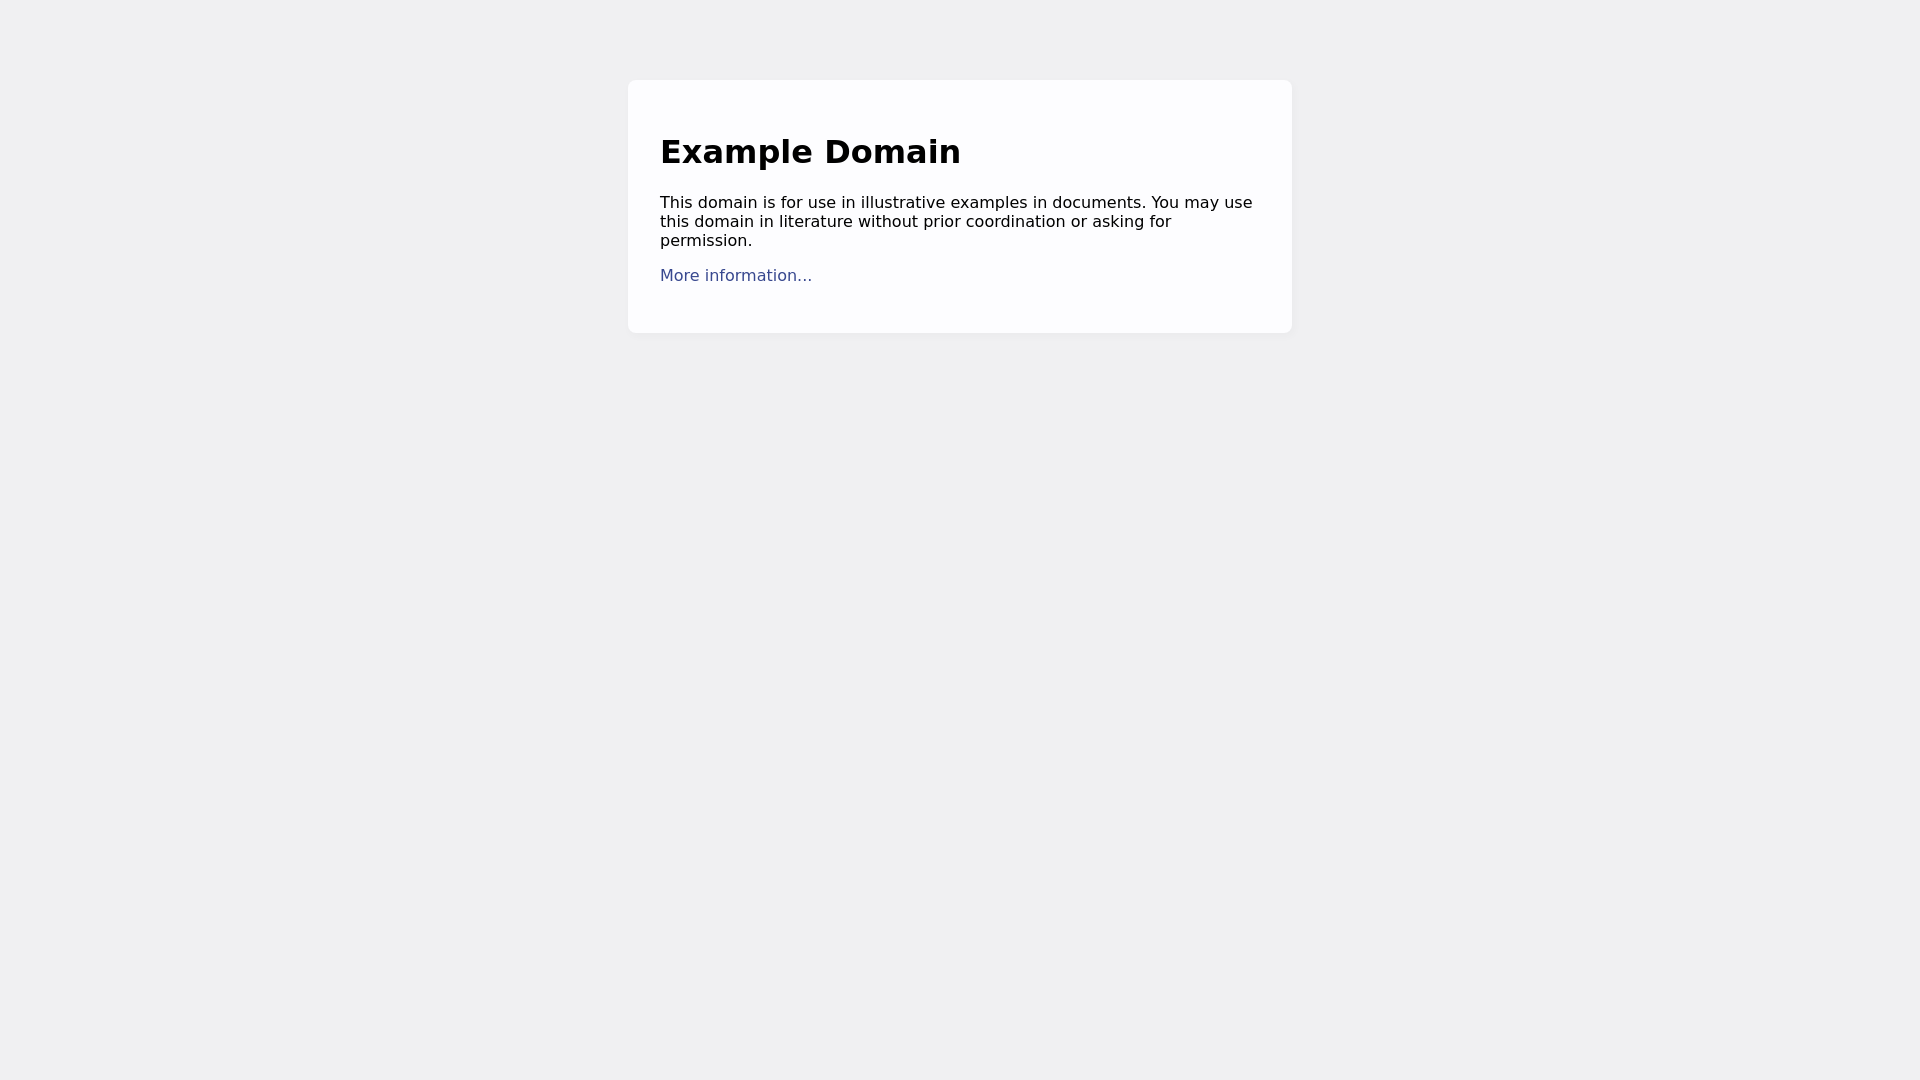 Example Domain
This domain is for use in illustrative examples in documents. You may use
this domain in literature without prior coordination or asking for
permission.
More information...